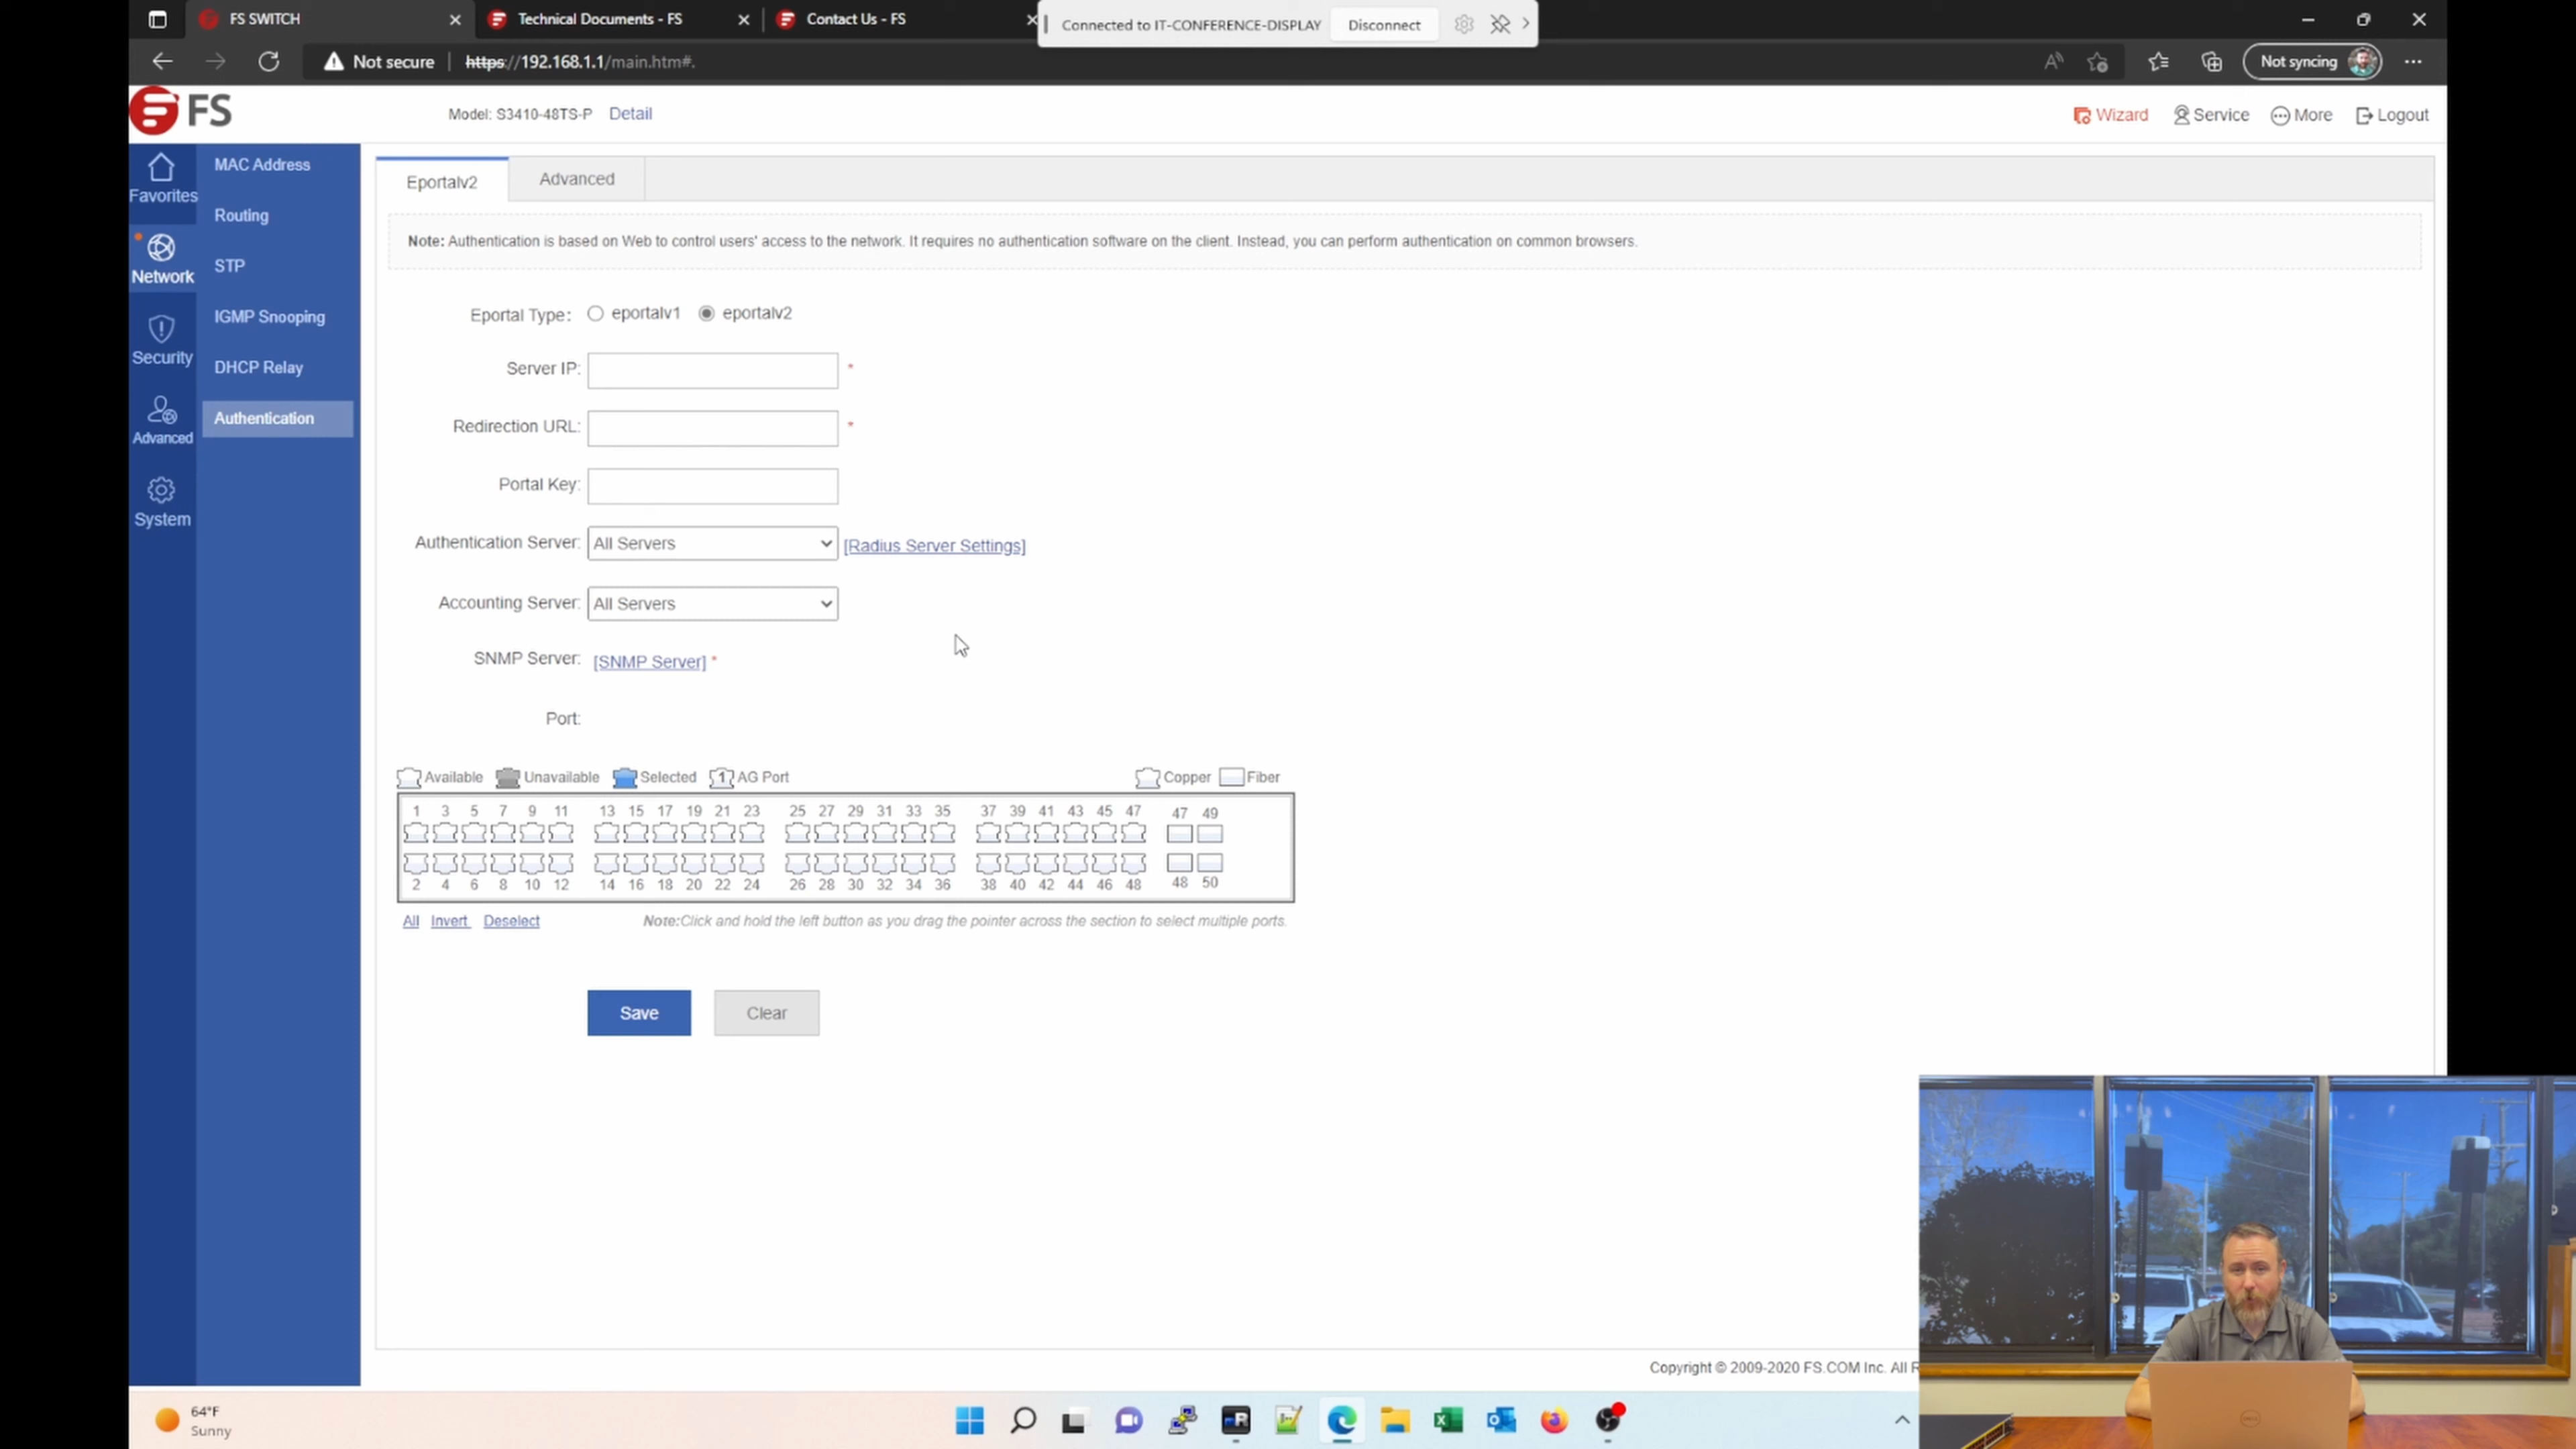 FS SWITCH
Technical Documents - FS
Contact Us - FS
Connected to IT-CONFERENCE-DISPLAY
Disconnect
Not secure
https://192.168.1.1/main.htm#.
Not syncing
FS
Model: S3410-48TS-P
Detail
Wizard
Service
More
Logout
Favorites
Network
Security
Advanced
System
MAC Address
Routing
STP
IGMP Snooping
DHCP Relay
Authentication
Eportalv2
Advanced
Note: Authentication is based on Web to control users' access to the network. It requires no authentication software on the client. Instead, you can perform authentication on common browsers.
Eportal Type: eportalv1 eportalv2
Server IP: *
Redirection URL: *
Portal Key:
Authentication Server: All Servers [Radius Server Settings]
Accounting Server: All Servers
SNMP Server: [SNMP Server] *
Port:
Available Unavailable Selected 1 AG Port Copper Fiber
1 3 5 7 9 11 13 15 17 19 21 23 25 27 29 31 33 35 37 39 41 43 45 47 47 49
2 4 6 8 10 12 14 16 18 20 22 24 26 28 30 32 34 36 38 40 42 44 46 48 48 50
All Invert Deselect
Note:Click and hold the left button as you drag the pointer across the section to select multiple ports.
Save
Clear
Copyright © 2009-2020 FS.COM Inc. All R
64°F
Sunny